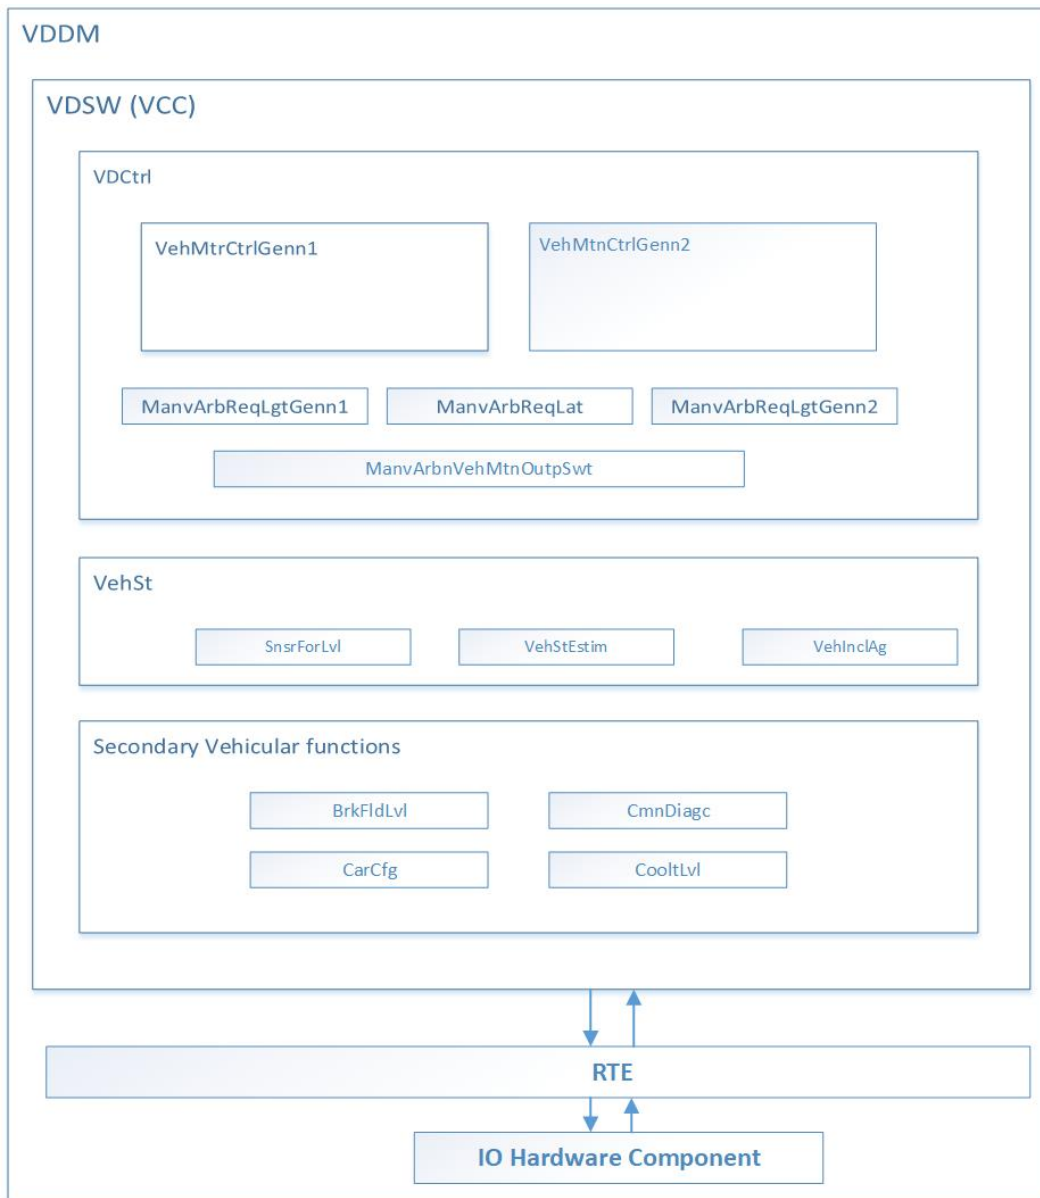 VDDM
VDSW (VCC)
VDCtrl
VehMtrCtrlGenn1
VehMtnCtrlGenn2
ManvArbReqLgtGenn1
ManvArbReqLat
ManvArbReqLgtGenn2
ManvArbnVehMtnOutpSwt
VehSt
SnsrForLvl
VehStEstim
VehInclAg
Secondary Vehicular functions
BrkFldLvl
CmnDiagc
CarCfg
CooltLvl
RTE
IO Hardware Component